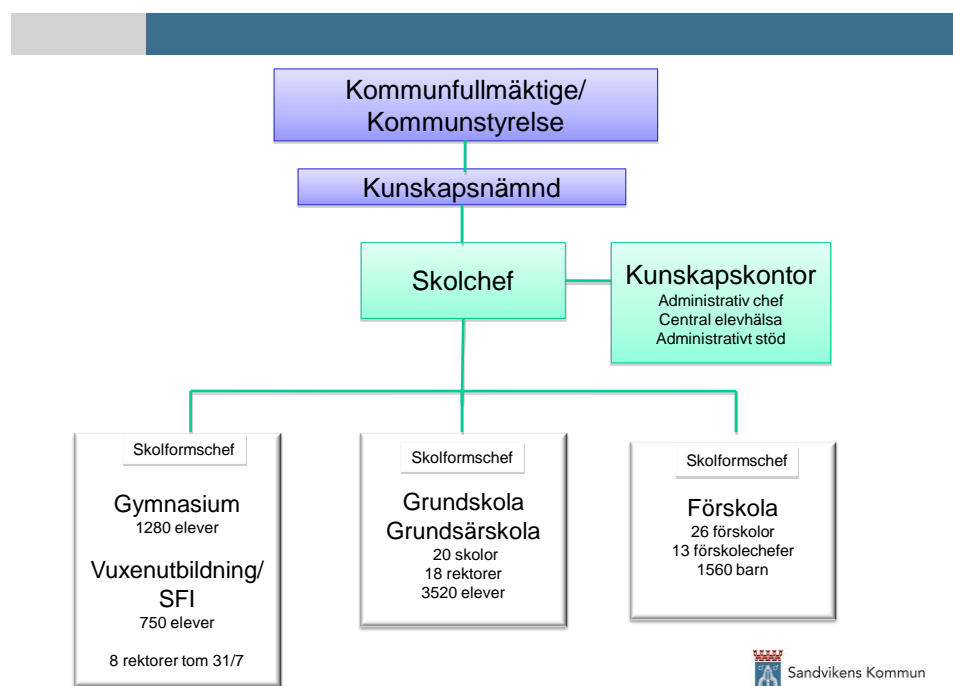 Kommunfullmäktige/
Kommunstyrelse
Kunskapsnämnd
Skolchef
Kunskapskontor
Administrativ chef
Central elevhälsa
Administrativt stöd
Skolformschef
Gymnasium
1280 elever
Vuxenutbildning/
SFI
750 elever
8 rektorer tom 31/7
Skolformschef
Grundskola
Grundsärskola
20 skolor
18 rektorer
3520 elever
Skolformschef
Förskola
26 förskolor
13 förskolechefer
1560 barn
Sandvikens Kommun